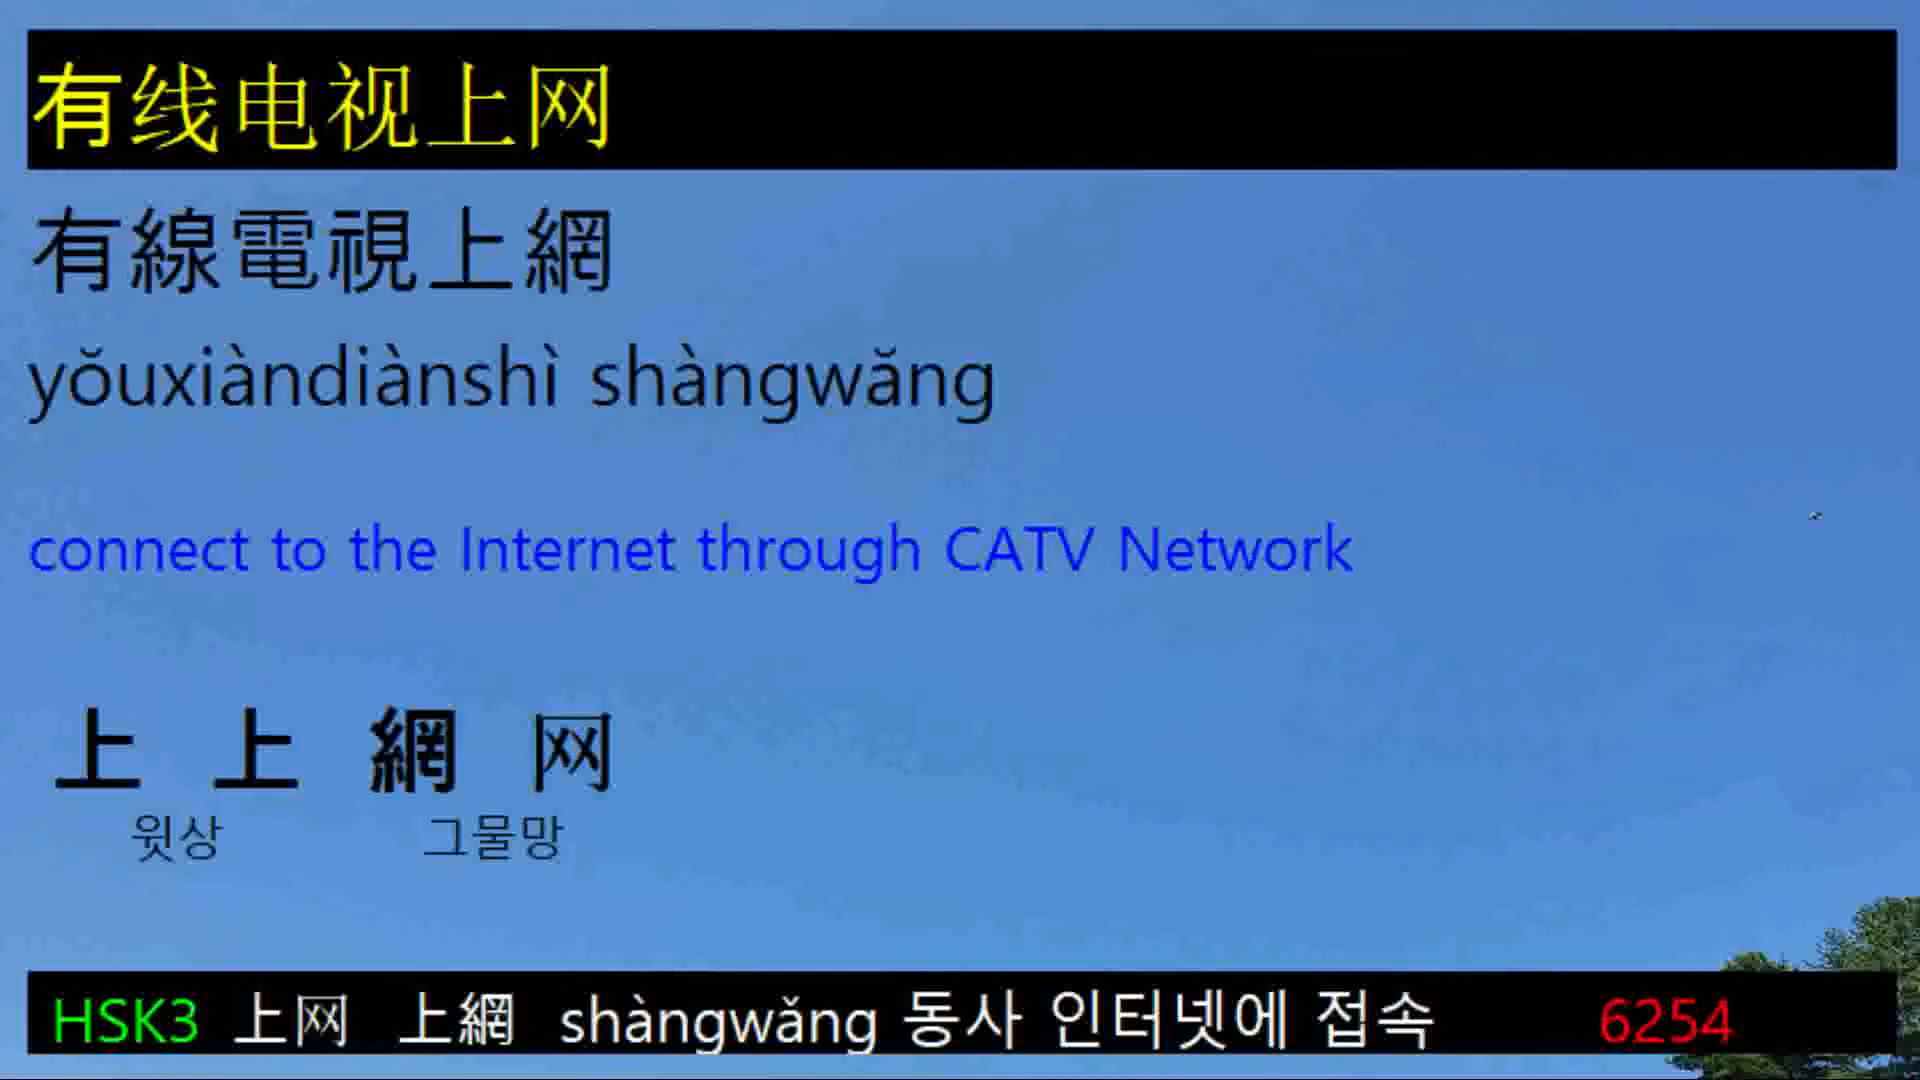 有线电视上网
有線電視上網
yǒuxiàndiànshì shàngwǎng
connect to the Internet through CATV Network
上 上 網 网
윗상 그물망
HSK3 上网 上網 shàngwǎng 동사 인터넷에 접속 6254